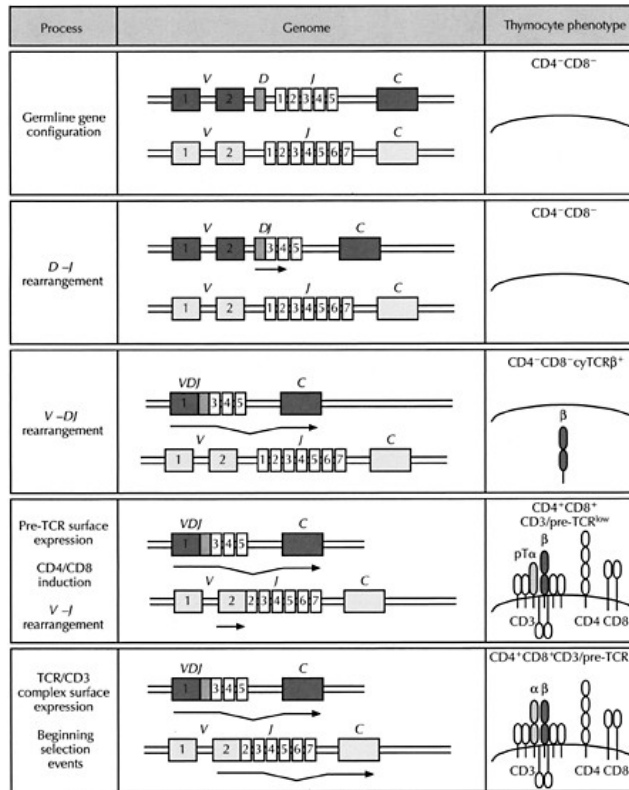 Process Genome Thymocyte phenotype
Germline gene
configuration
V D J C
1 2 1 2 3 4 5
V J C
1 2 1 2 3 4 5 6 7
CD4⁻CD8⁻
D–J
rearrangement
V DJ C
1 2 3 4 5
V J C
1 2 1 2 3 4 5 6 7
CD4⁻CD8⁻
V–DJ
rearrangement
VDJ C
1 3 4 5
V J C
1 2 1 2 3 4 5 6 7
CD4⁻CD8⁻cyTCRβ⁺
β
Pre-TCR surface
expression
CD4/CD8
induction
V–J
rearrangement
VDJ C
1 3 4 5
V J C
1 2 2 3 4 5 6 7
CD4⁺CD8⁺
CD3/pre-TCRˡᵒʷ
pTα β
CD3 CD4 CD8
TCR/CD3
complex surface
expression
Beginning
selection
events
VDJ C
1 3 4 5
V J C
1 2 2 3 4 5 6 7
CD4⁺CD8⁺CD3/pre-TCR
α β
CD3 CD4 CD8